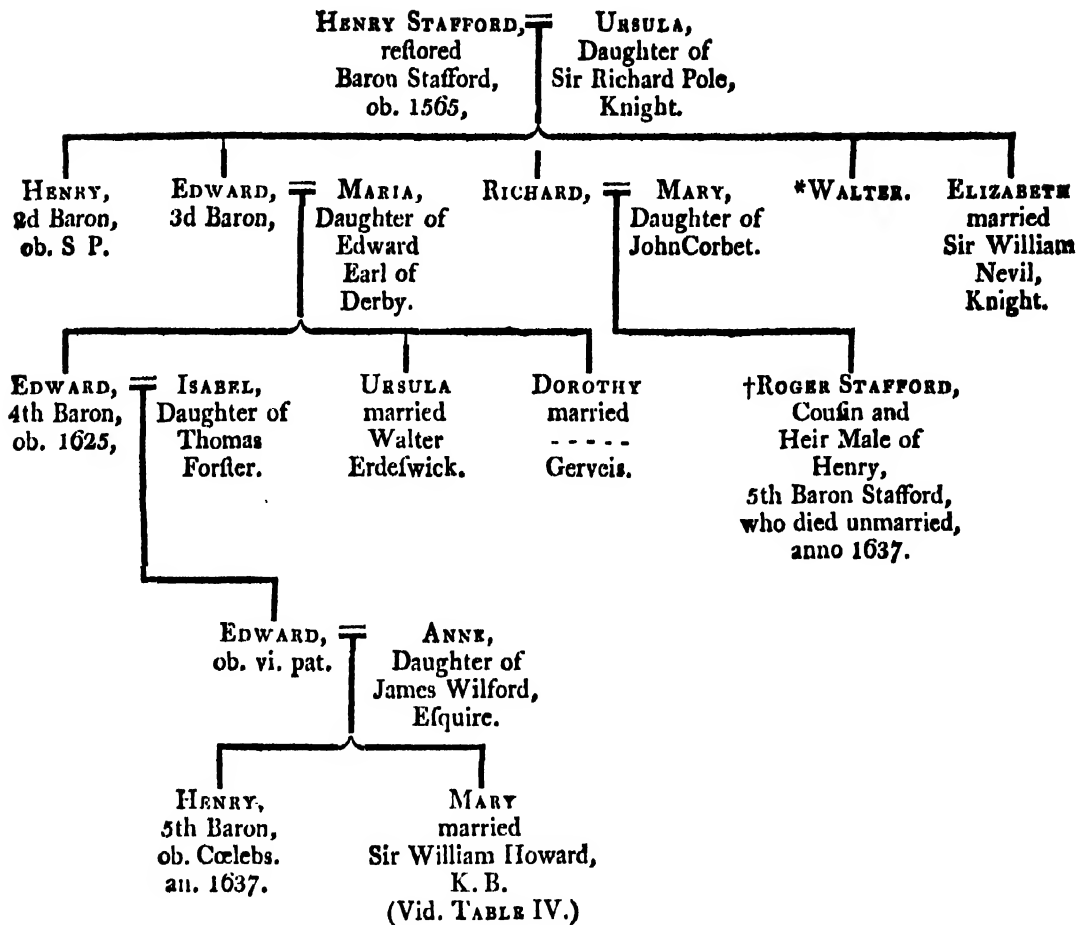 HENRY STAFFORD,
reſtored
Baron Stafford,
ob. 1565,
URSULA,
Daughter of
Sir Richard Pole,
Knight.
HENRY,
2d Baron,
ob. S P.
EDWARD,
3d Baron,
MARIA,
Daughter of
Edward
Earl of
Derby.
RICHARD,
MARY,
Daughter of
JohnCorbet.
*WALTER.
ELIZABETH
married
Sir William
Nevil,
Knight.
EDWARD,
4th Baron,
ob. 1625,
ISABEL,
Daughter of
Thomas
Forſter.
URSULA
married
Walter
Erdeſwick.
DOROTHY
married
- - - - -
Gerveis.
†ROGER STAFFORD,
Couſin and
Heir Male of
Henry,
5th Baron Stafford,
who died unmarried,
anno 1637.
EDWARD,
ob. vi. pat.
ANNE,
Daughter of
James Wilford,
Eſquire.
HENRY,
5th Baron,
ob. Cœlebs.
an. 1637.
MARY
married
Sir William Howard,
K. B.
(Vid. TABLE IV.)